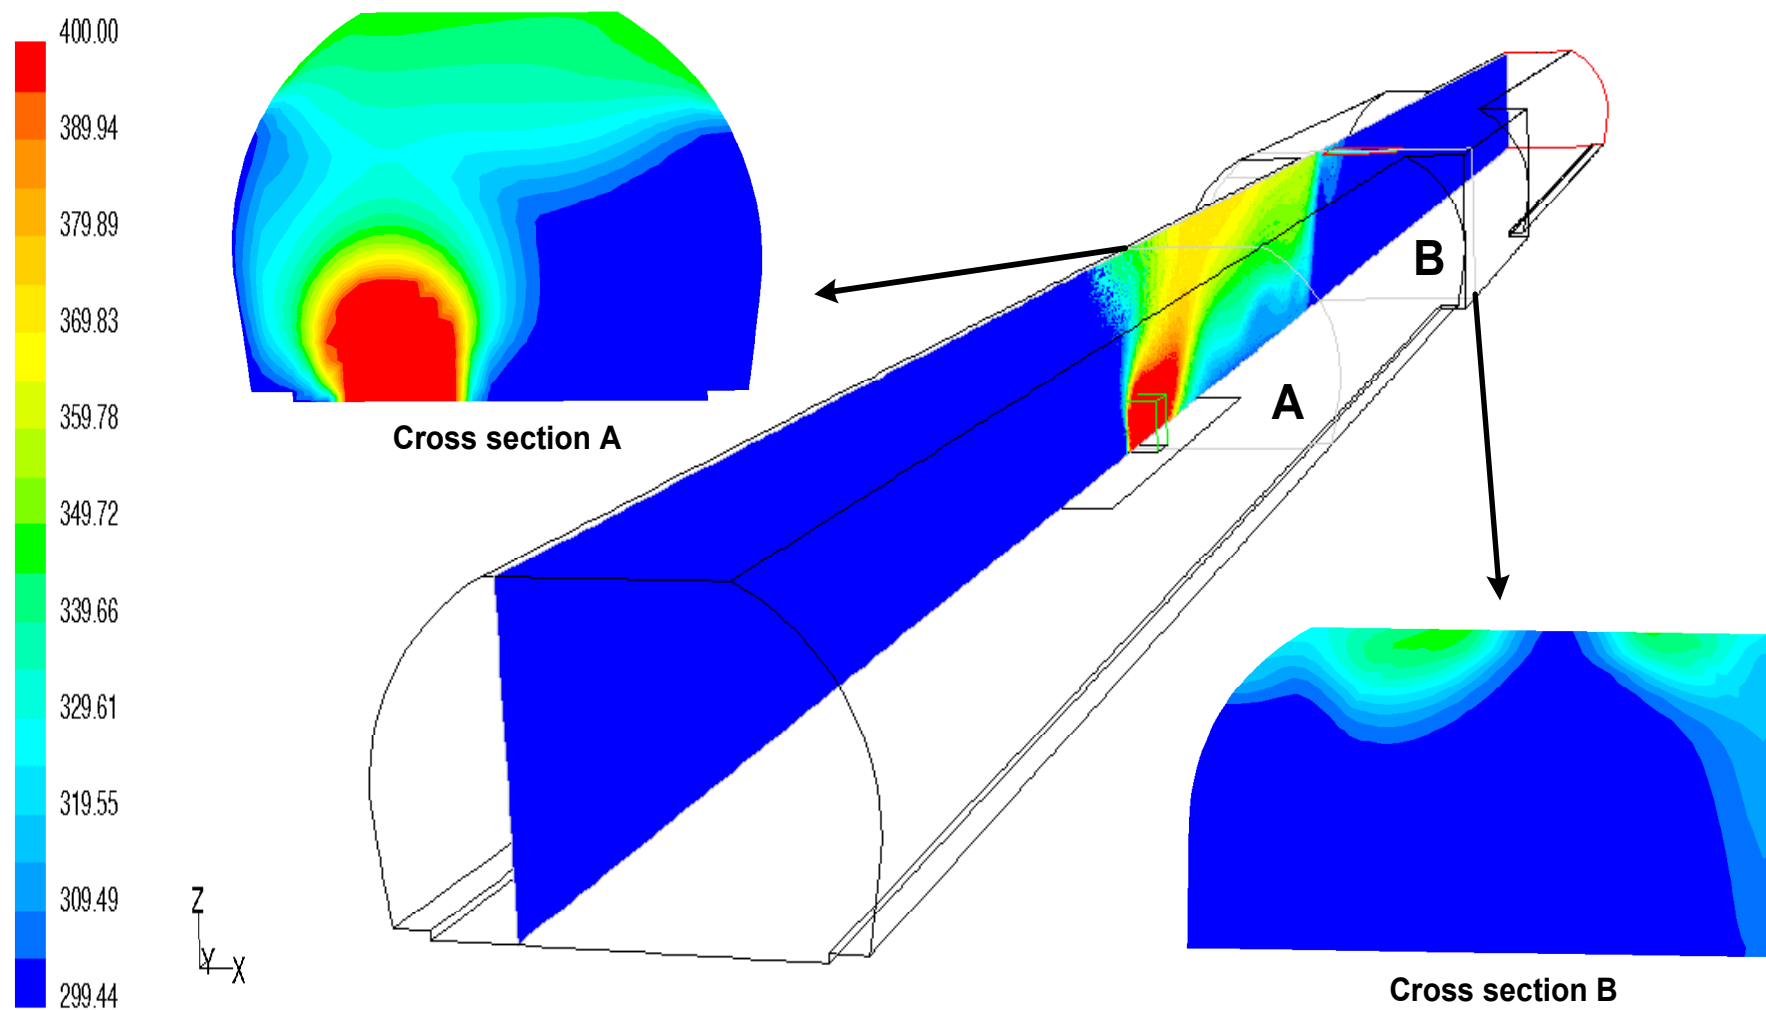 400.00
389.94
379.89
369.83
359.78
349.72
339.66
329.61
319.55
309.49
299.44
Cross section A
B
A
Z
Y
X
Cross section B